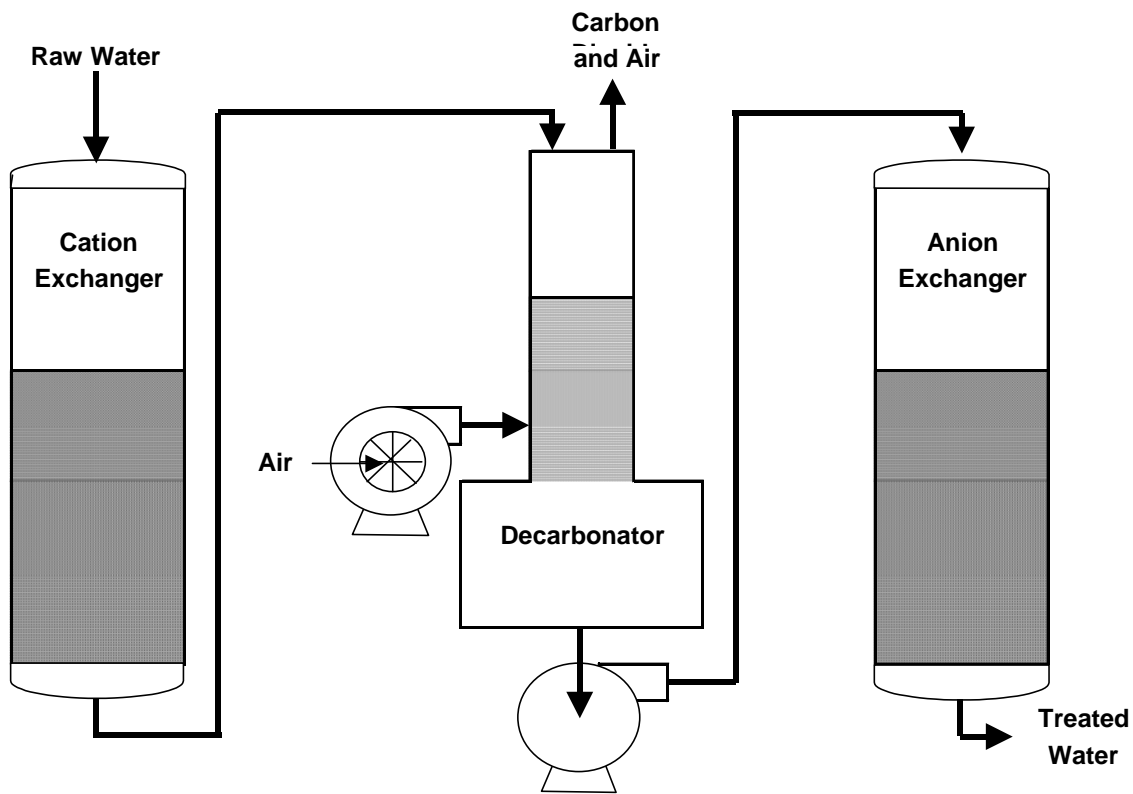 Raw Water
Carbon
and Air
Cation
Exchanger
Anion
Exchanger
Air
Decarbonator
Treated
Water